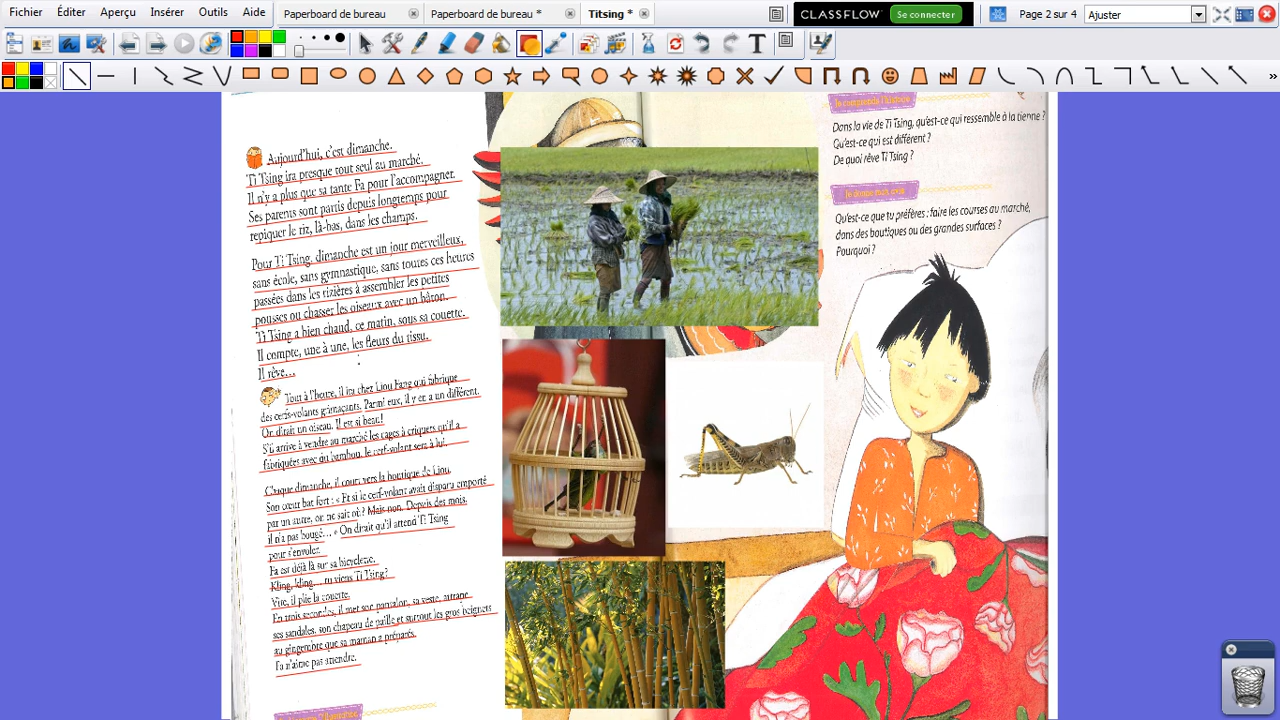 Fichier Éditer Aperçu Insérer Outils Aide
Paperboard de bureau
Paperboard de bureau *
Titsing *
CLASSFLOW
Se connecter
Page 2 sur 4
Ajuster
Aujourd'hui, c'est dimanche.
Ti Tsing ira presque tout seul au marché.
Il n'y a plus que sa tante Fa pour l'accompagner.
Ses parents sont partis depuis longtemps pour
repiquer le riz, là-bas, dans les champs.
Pour Ti Tsing, dimanche est un jour merveilleux,
sans école, sans gymnastique, sans toutes ces heures
passées dans les rizières à assembler les petites
pousses ou chasser les oiseaux avec un bâton.
Ti Tsing a bien chaud, ce matin, sous sa couette.
Il compte, une à une, les fleurs du tissu.
Il rêve...
Tout à l'heure, il ira chez Liou Fang qui fabrique
des cerfs-volants grimaçants. Parmi eux, il y en a un différent.
On dirait un oiseau. Il est si beau!
S'il arrive à vendre au marché les cages à criquets qu'il a
fabriquées avec du bambou, le cerf-volant sera à lui.
Chaque dimanche, il court vers la boutique de Liou.
Son cœur bat fort : « Et si le cerf-volant avait disparu emporté
par un autre, on ne sait où? Mais non. Depuis des mois,
il n'a pas bougé... » On dirait qu'il attend Ti Tsing
pour s'envoler.
Fa est déjà là sur sa bicyclette.
Kling, kling... tu viens Ti Tsing?
Vite, il plie la couette.
En trois secondes, il met son pantalon, sa veste, attrape
ses sandales, son chapeau de paille et surtout les gros beignets
au gingembre que sa maman a préparés.
Fa n'aime pas attendre.
Je comprends l'histoire
Dans la vie de Ti Tsing, qu'est-ce qui ressemble à la tienne ?
Qu'est-ce qui est différent ?
De quoi rêve Ti Tsing ?
Je donne mon avis
Qu'est-ce que tu préfères : faire les courses au marché,
dans des boutiques ou des grandes surfaces ?
Pourquoi ?